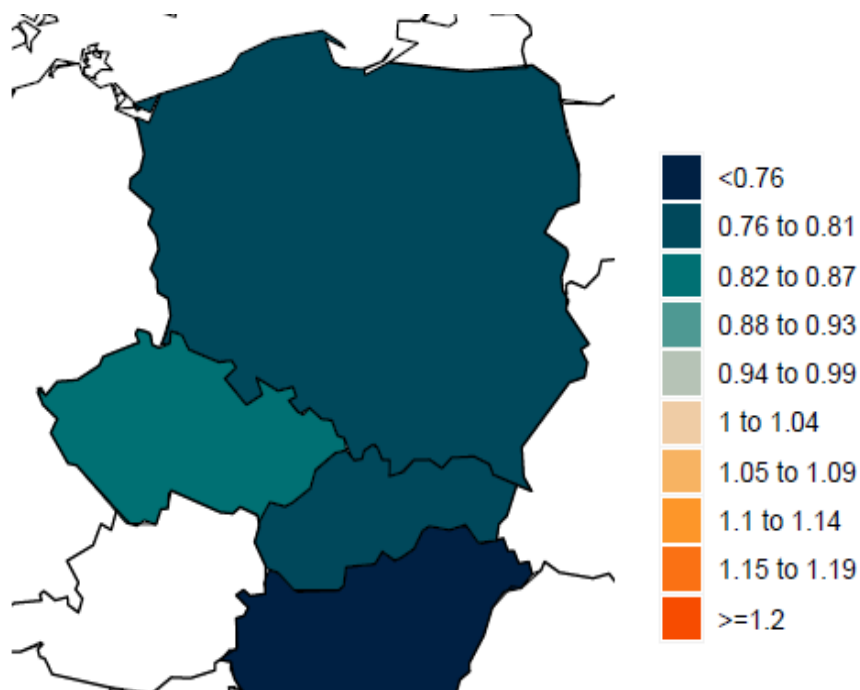 <0.76
0.76 to 0.81
0.82 to 0.87
0.88 to 0.93
0.94 to 0.99
1 to 1.04
1.05 to 1.09
1.1 to 1.14
1.15 to 1.19
>=1.2